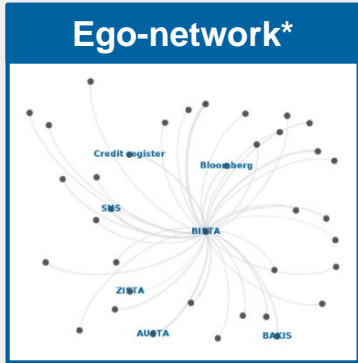 Ego-network*
Credit register
Bloomberg
SHS
BISTA
ZISTA
AUSTA
BAKIS